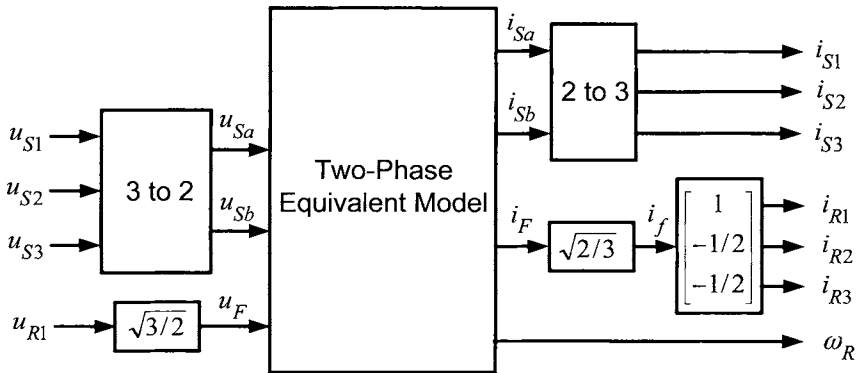 u_{S1}
u_{S2}
u_{S3}
3 to 2
u_{Sa}
u_{Sb}
u_{R1}
\sqrt{3/2}
u_F
Two-Phase
Equivalent Model
i_{Sa}
i_{Sb}
2 to 3
i_{S1}
i_{S2}
i_{S3}
i_F
\sqrt{2/3}
i_f
1
-1/2
-1/2
i_{R1}
i_{R2}
i_{R3}
ω_R